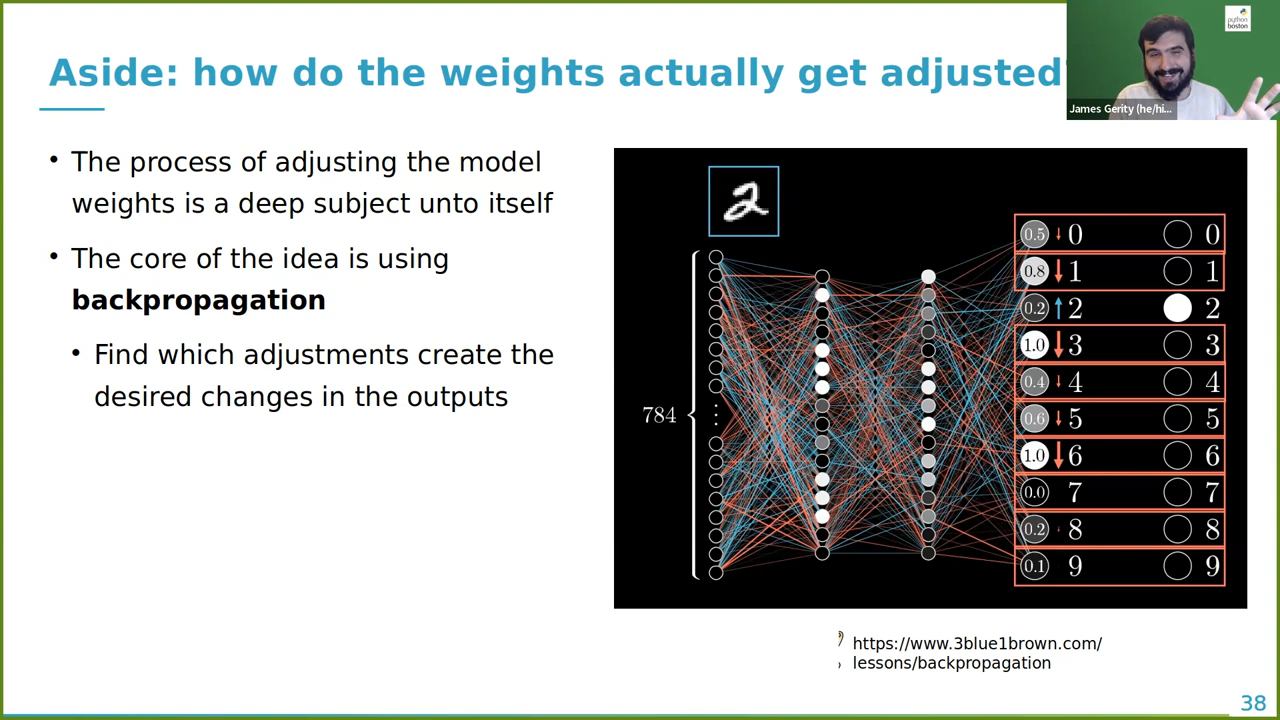 Aside: how do the weights actually get adjusted
python
boston
James Gerity (he/hi...
• The process of adjusting the model
weights is a deep subject unto itself
• The core of the idea is using
backpropagation
• Find which adjustments create the
desired changes in the outputs
2
784
0.5 0 0
0.8 1 1
0.2 2 2
1.0 3 3
0.4 4 4
0.6 5 5
1.0 6 6
0.0 7 7
0.2 8 8
0.1 9 9
https://www.3blue1brown.com/
lessons/backpropagation
38